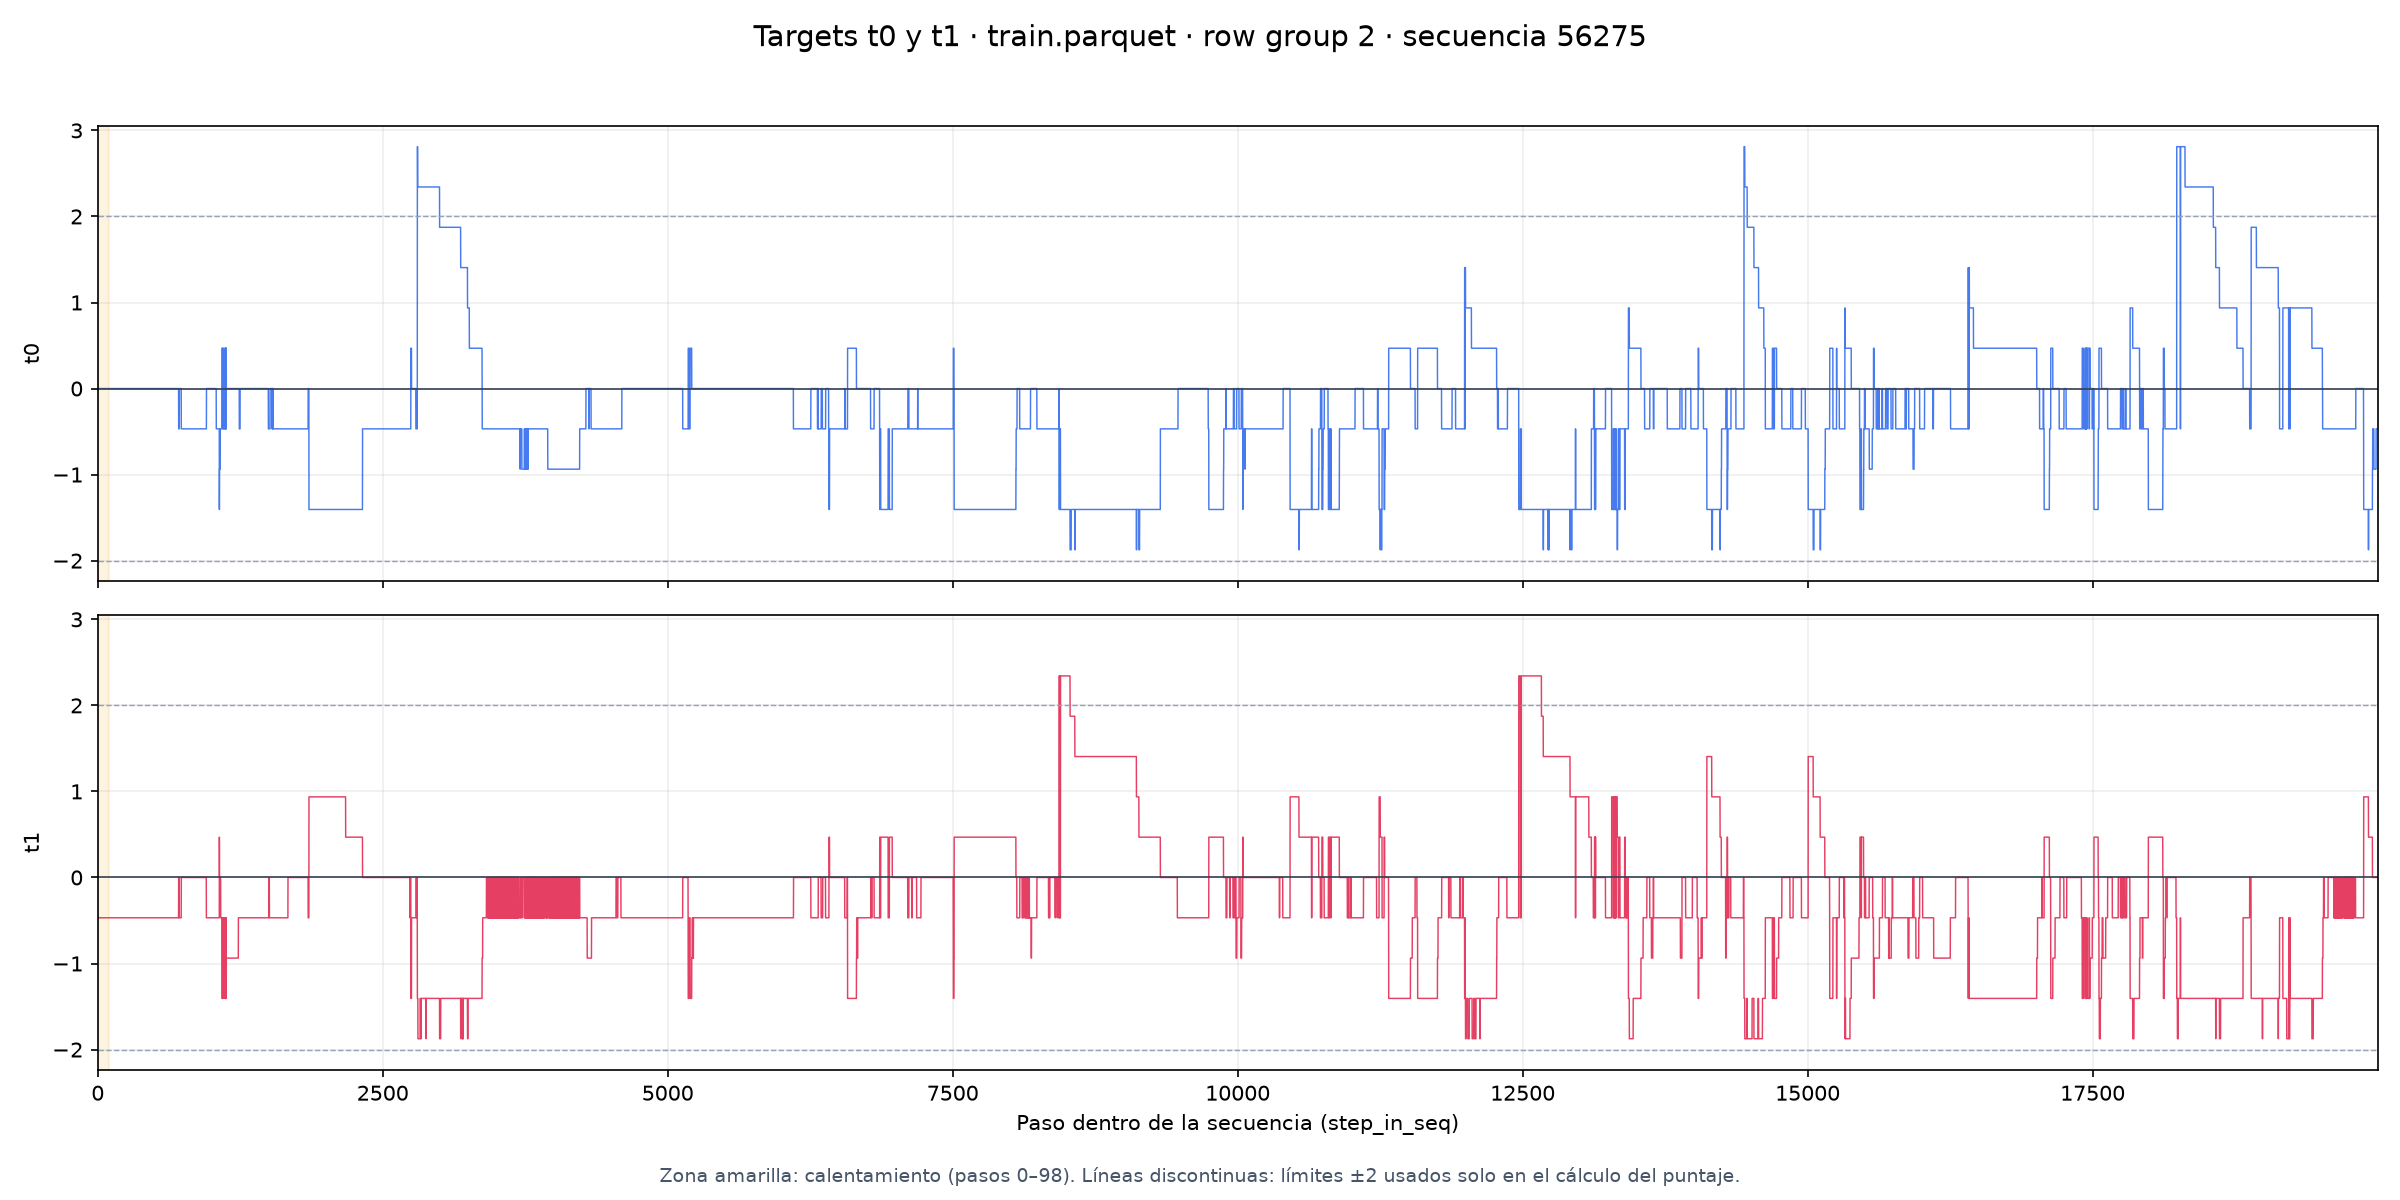 Targets t0 y t1 · train.parquet · row group 2 · secuencia 56275
3
2
1
0
−1
−2
t0
3
2
1
0
−1
−2
t1
0 2500 5000 7500 10000 12500 15000 17500
Paso dentro de la secuencia (step_in_seq)
Zona amarilla: calentamiento (pasos 0–98). Líneas discontinuas: límites ±2 usados solo en el cálculo del puntaje.